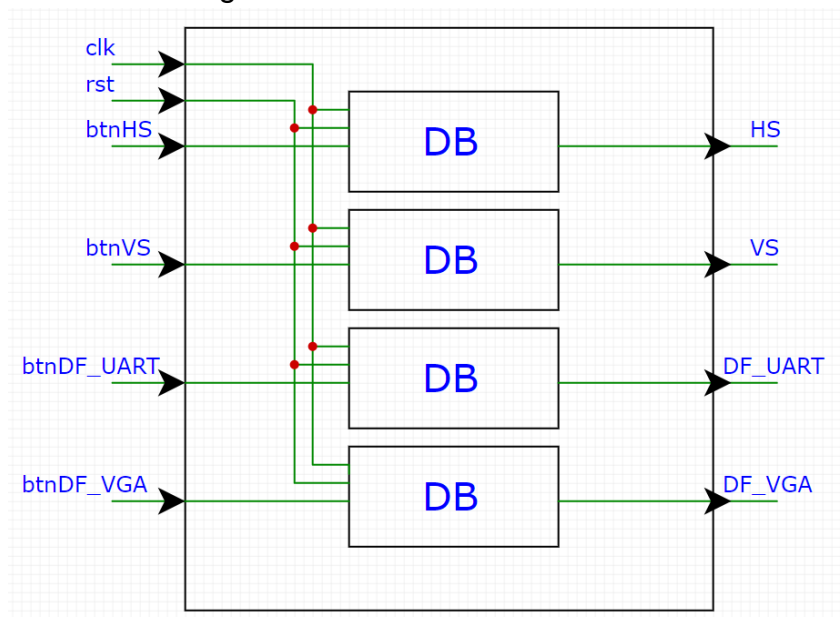 clk
rst
btnHS
DB
HS
btnVS
DB
VS
btnDF_UART
DB
DF_UART
btnDF_VGA
DB
DF_VGA